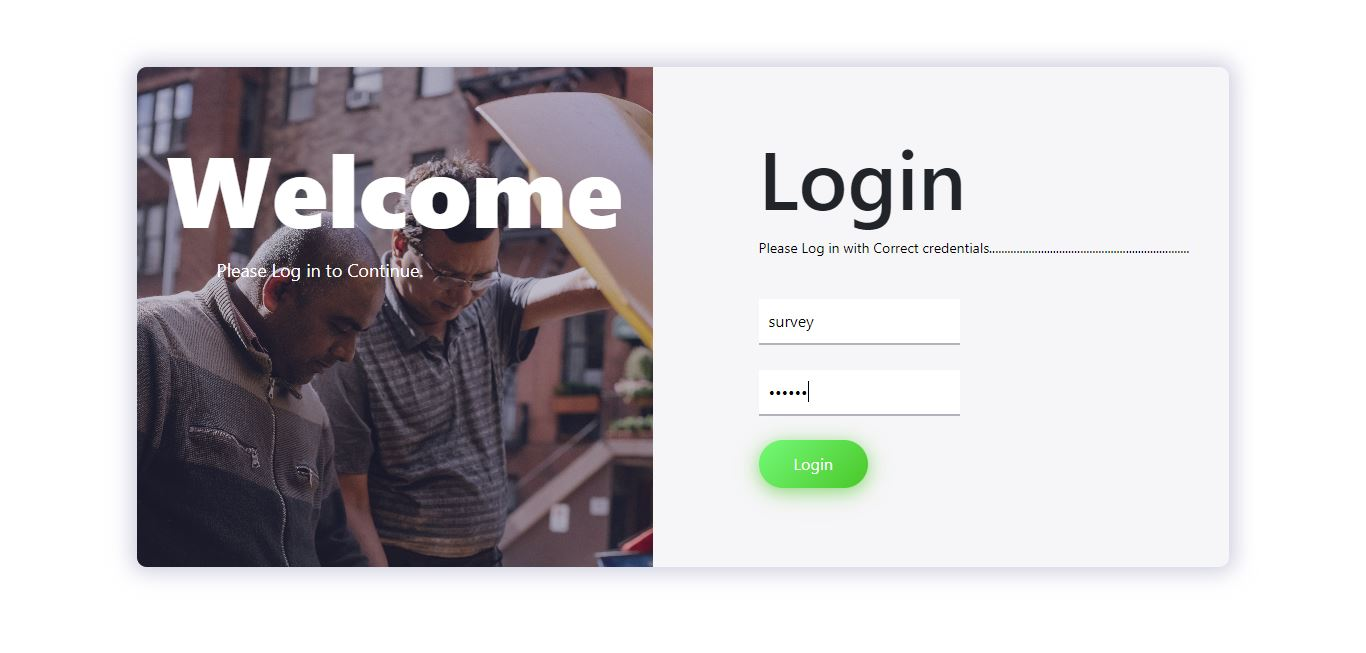 Welcome
Please Log in to Continue.
Login
Please Log in with Correct credentials.................................................................
survey
••••••
Login